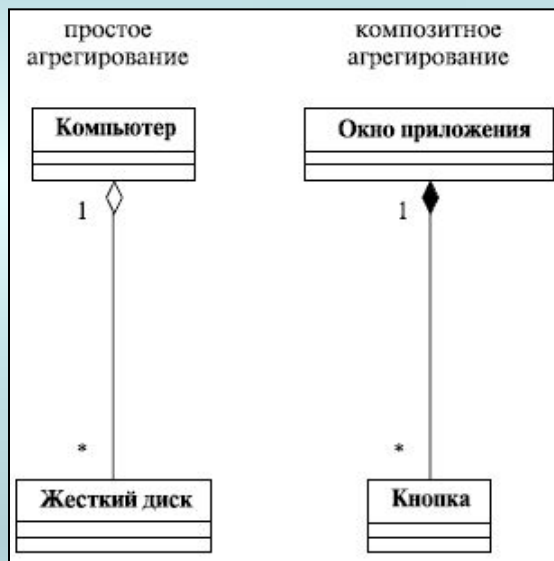 простое
агрегирование
композитное
агрегирование
Компьютер
Окно приложения
1
1
*
*
Жесткий диск
Кнопка